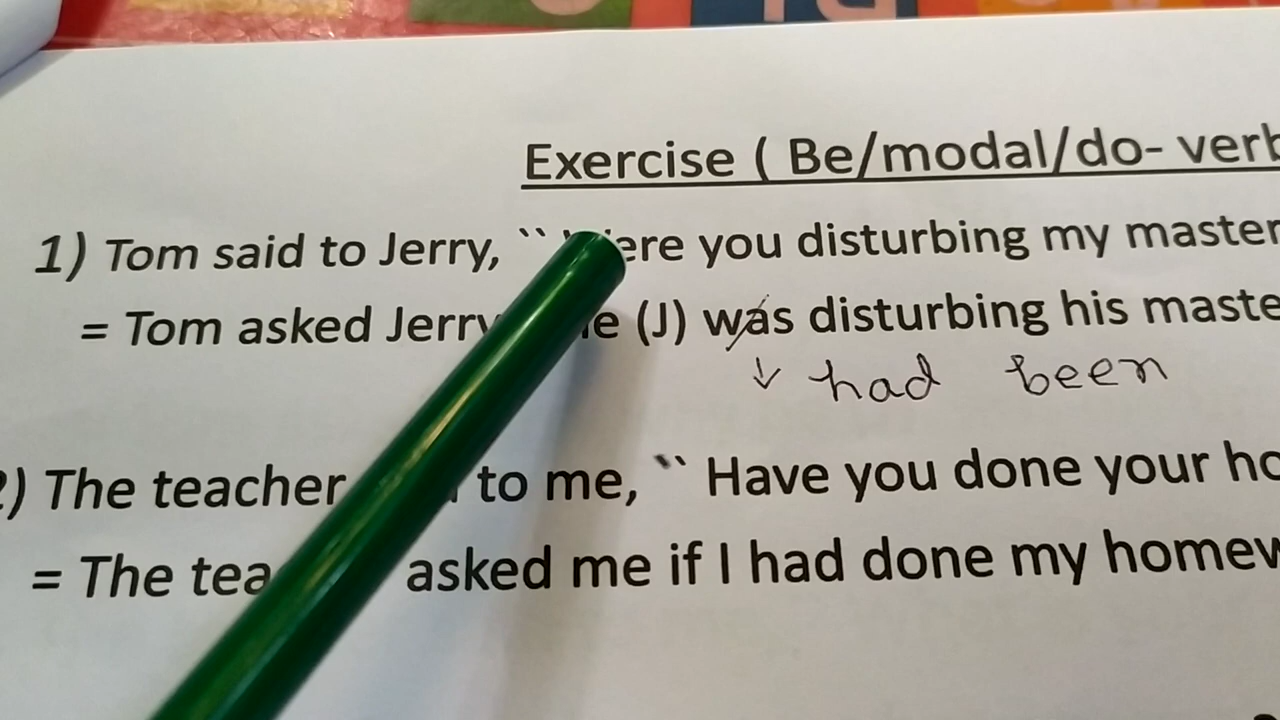 Exercise ( Be/modal/do- verb
1) Tom said to Jerry, `` Were you disturbing my master
= Tom asked Jerry (J) was disturbing his maste
↓ had been
2) The teacher to me, `` Have you done your ho
= The asked me if I had done my homew